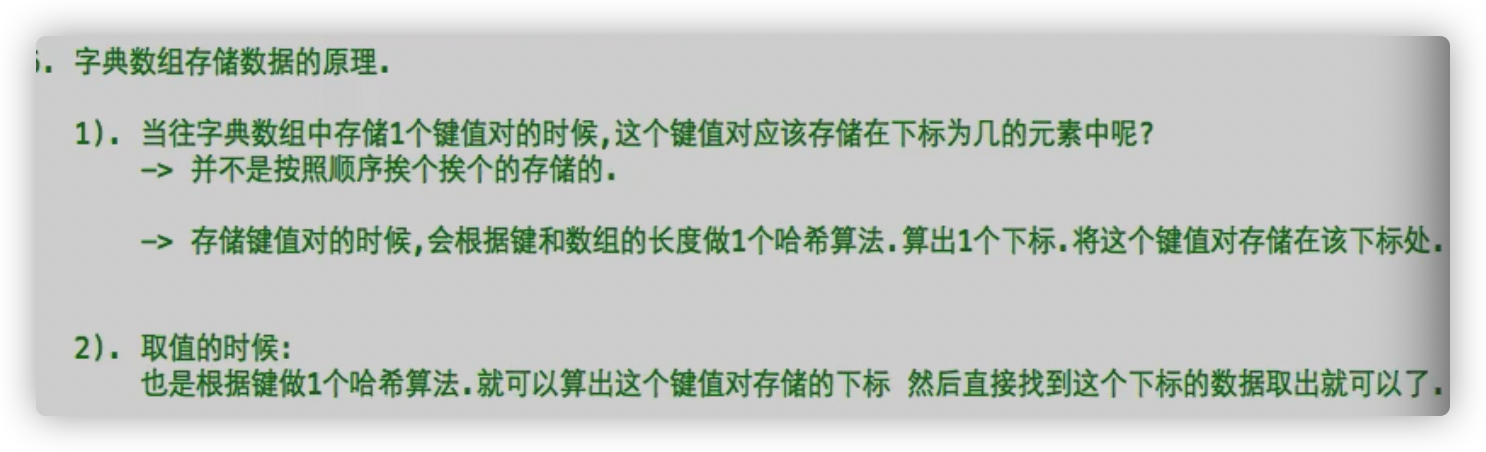 . 字典数组存储数据的原理.
1). 当往字典数组中存储1个键值对的时候,这个键值对应该存储在下标为几的元素中呢?
—> 并不是按照顺序挨个挨个的存储的.
—> 存储键值对的时候,会根据键和数组的长度做1个哈希算法.算出1个下标.将这个键值对存储在该下标处.
2). 取值的时候:
也是根据键做1个哈希算法.就可以算出这个键值对存储的下标 然后直接找到这个下标的数据取出就可以了.